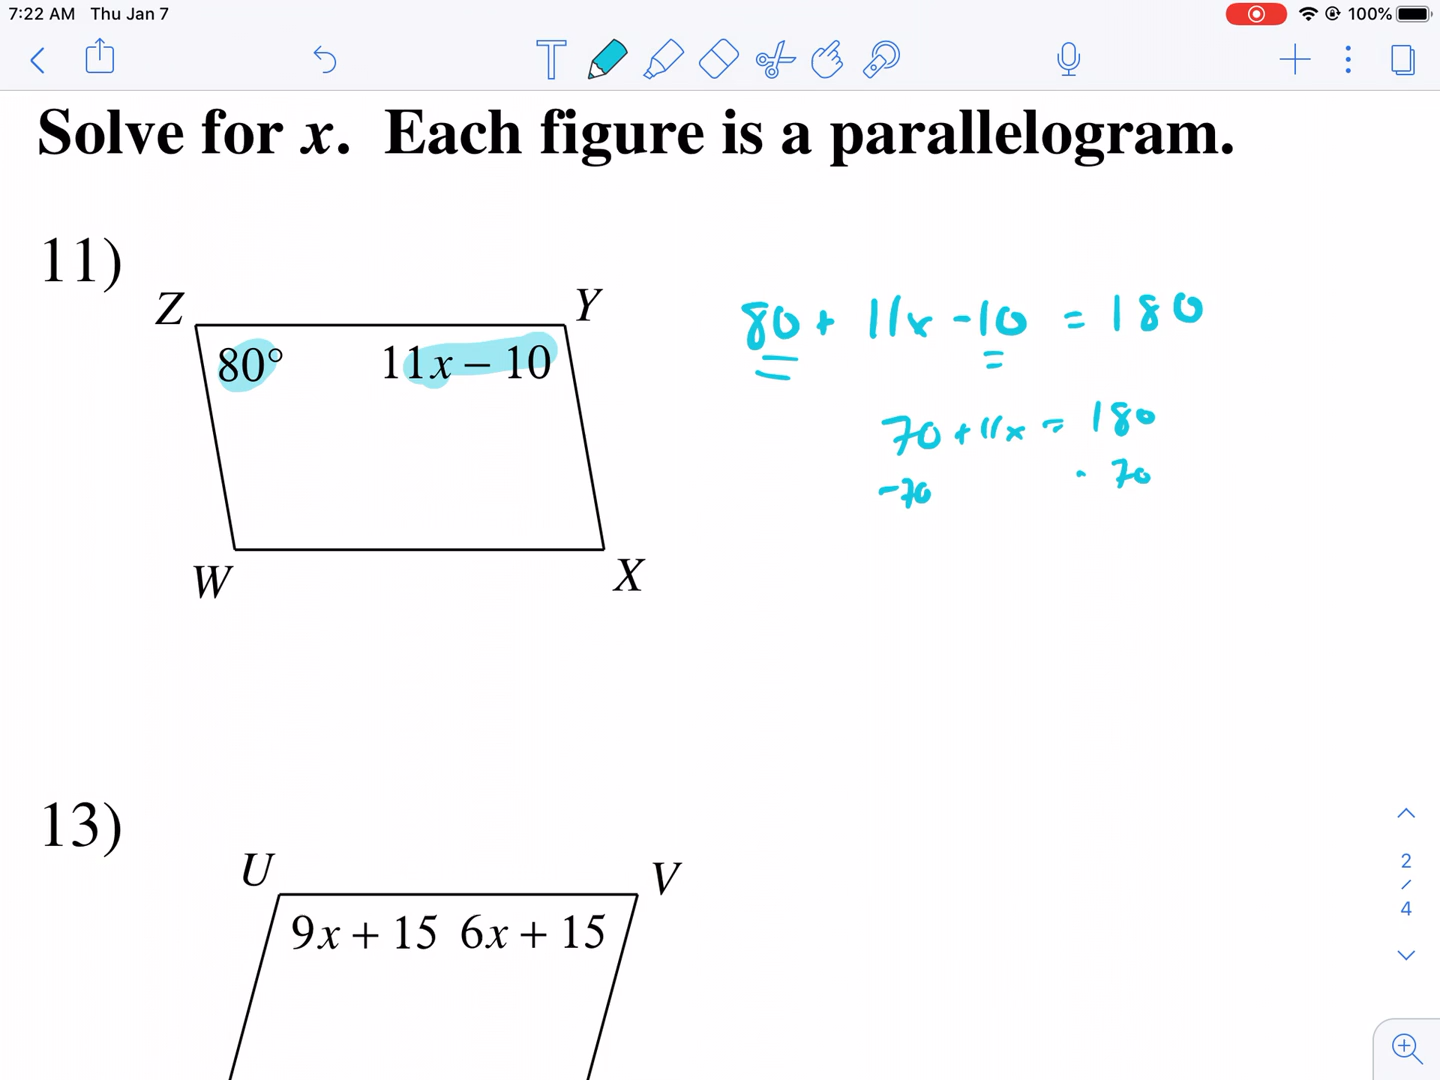 7:22 AM Thu Jan 7
100%
Solve for x. Each figure is a parallelogram.
11)
Z
Y
80°
11x – 10
W
X
80 + 11x - 10 = 180
70 + 11x = 180
-70
- 70
13)
U
V
9x + 15
6x + 15
2
/
4